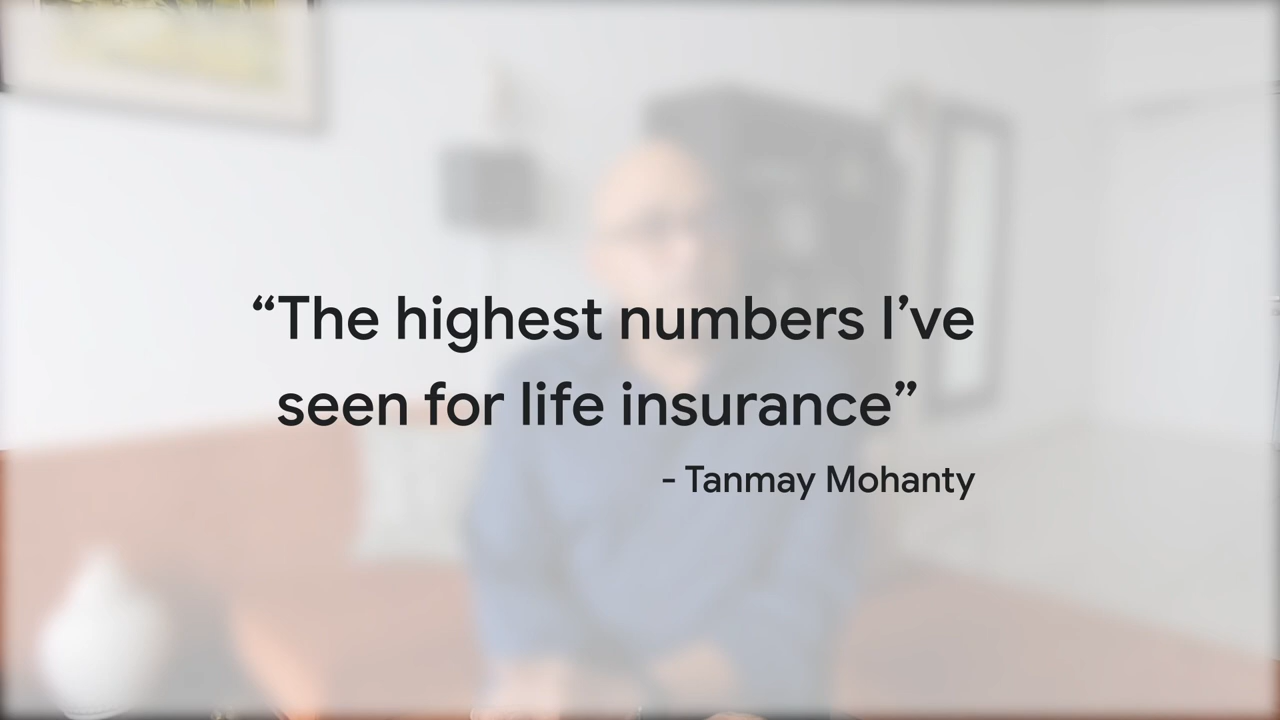 “The highest numbers I’ve
seen for life insurance”
- Tanmay Mohanty